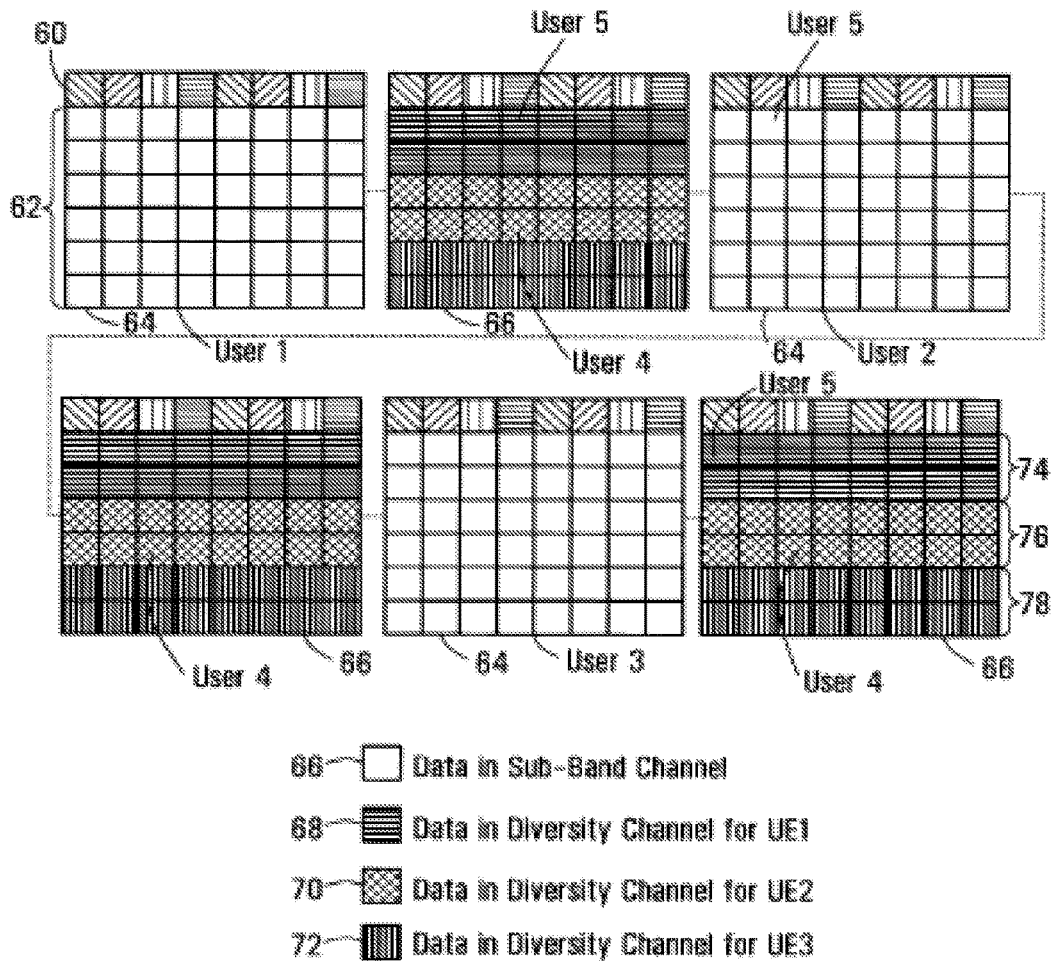 60
User 5
User 5
62
64
User 1
66
User 4
64
User 2
User 5
74
76
78
66
User 4
64
User 3
User 4
66
66 Data in Sub-Band Channel
68 Data in Diversity Channel for UE1
70 Data in Diversity Channel for UE2
72 Data in Diversity Channel for UE3